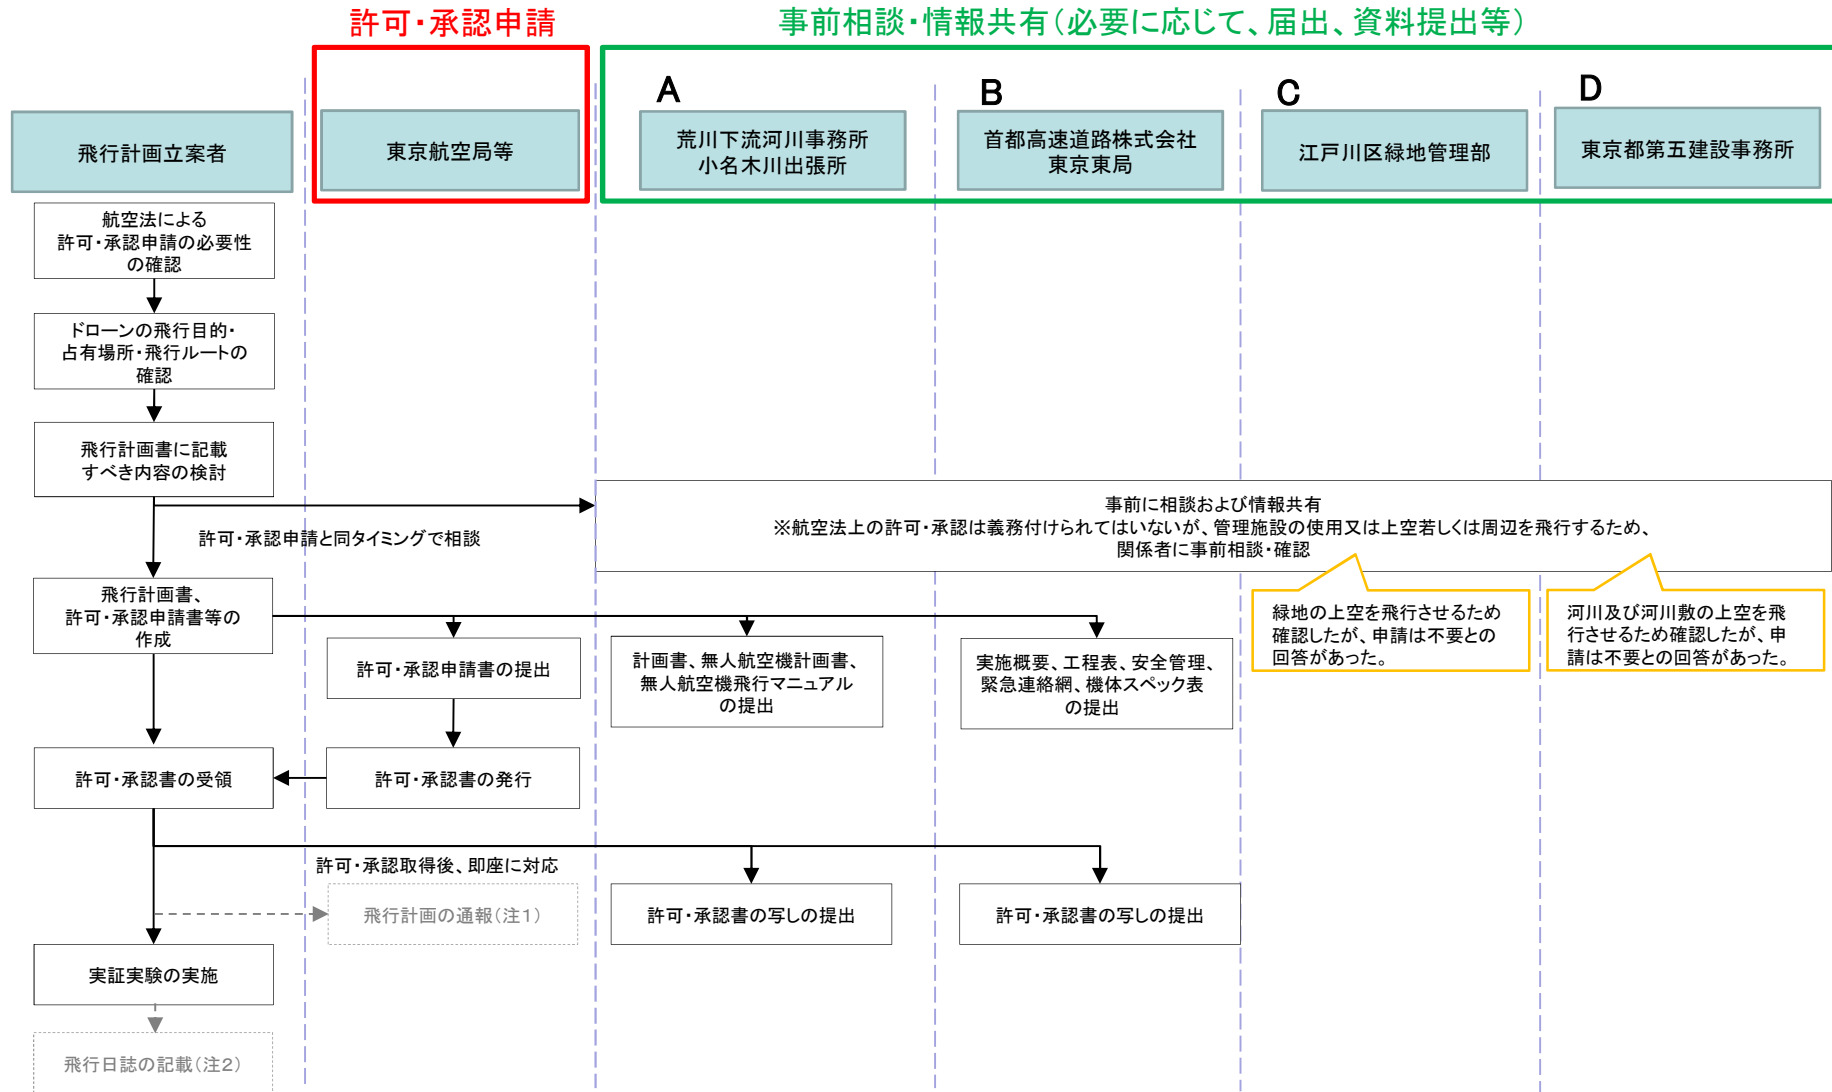 許可・承認申請
事前相談・情報共有(必要に応じて、届出、資料提出等)
A
B
C
D
飛行計画立案者
東京航空局等
荒川下流河川事務所
小名木川出張所
首都高速道路株式会社
東京東局
江戸川区緑地管理部
東京都第五建設事務所
航空法による
許可・承認申請の必要性
の確認
ドローンの飛行目的・
占有場所・飛行ルートの
確認
飛行計画書に記載
すべき内容の検討
許可・承認申請と同タイミングで相談
事前に相談および情報共有
※航空法上の許可・承認は義務付けられてはいないが、管理施設の使用又は上空若しくは周辺を飛行するため、
関係者に事前相談・確認
緑地の上空を飛行させるため
確認したが、申請は不要との
回答があった。
河川及び河川敷の上空を飛
行させるため確認したが、申
請は不要との回答があった。
飛行計画書、
許可・承認申請書等の
作成
許可・承認申請書の提出
計画書、無人航空機計画書、
無人航空機飛行マニュアル
の提出
実施概要、工程表、安全管理、
緊急連絡網、機体スペック表
の提出
許可・承認書の受領
許可・承認書の発行
許可・承認取得後、即座に対応
飛行計画の通報(注1)
許可・承認書の写しの提出
許可・承認書の写しの提出
実証実験の実施
飛行日誌の記載(注2)